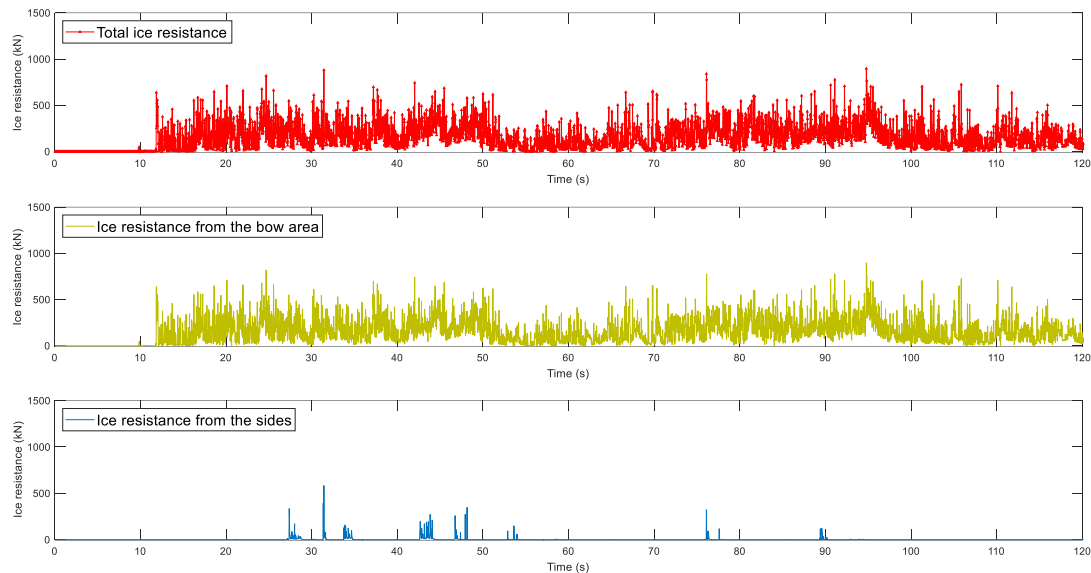 1500
Total ice resistance
1000
500
0
Ice resistance (kN)
0 10 20 30 40 50 60 70 80 90 100 110 120
Time (s)
1500
Ice resistance from the bow area
1000
500
0
Ice resistance (kN)
0 10 20 30 40 50 60 70 80 90 100 110 120
Time (s)
1500
Ice resistance from the sides
1000
500
0
Ice resistance (kN)
0 10 20 30 40 50 60 70 80 90 100 110 120
Time (s)